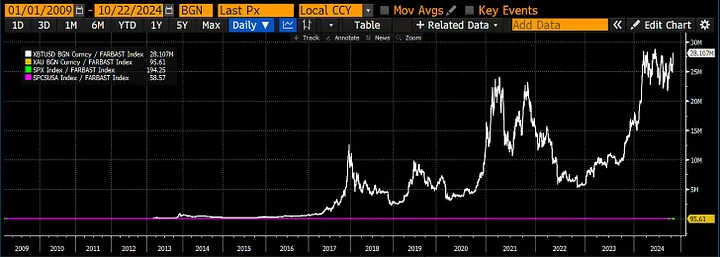 01/01/2009 - 10/22/2024 BGN Last Px Local CCY Mov Avgs Key Events
1D 3D 1M 6M YTD 1Y 5Y Max Daily ▼ Table + Related Data Add Data « Edit Chart
+ Track Annotate News Zoom
XBTUSD BGN Curncy / FARBAST Index 28.107M
XAU BGN Curncy / FARBAST Index 95.61
SPX Index / FARBAST Index 194.25
SPCSUSA Index / FARBAST Index 58.57
30M
28.107M
25M
20M
15M
10M
5M
95.61
2009 2010 2011 2012 2013 2014 2015 2016 2017 2018 2019 2020 2021 2022 2023 2024